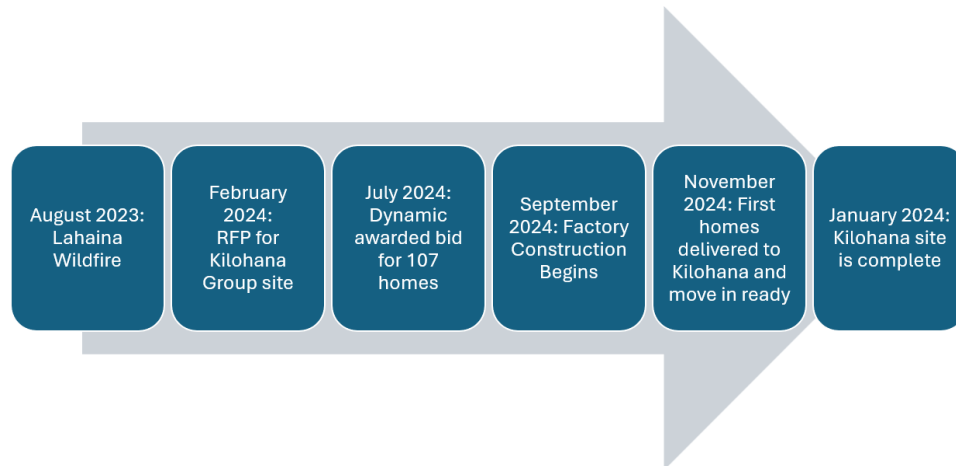 August 2023:
Lahaina
Wildfire
February
2024:
RFP for
Kilohana
Group site
July 2024:
Dynamic
awarded bid
for 107
homes
September
2024: Factory
Construction
Begins
November
2024: First
homes
delivered to
Kilohana and
move in ready
January 2024:
Kilohana site
is complete